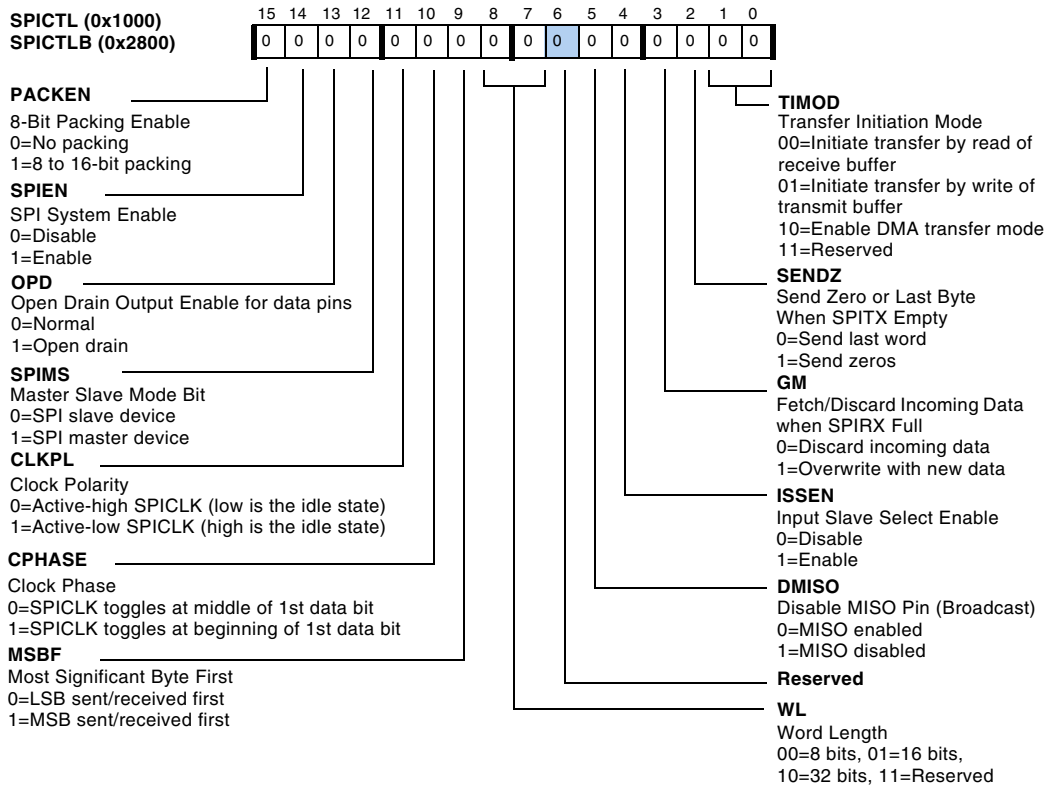 SPICTL (0x1000)
SPICTLB (0x2800)
15 14 13 12 11 10 9 8 7 6 5 4 3 2 1 0
0 0 0 0 0 0 0 0 0 0 0 0 0 0 0 0
PACKEN
8-Bit Packing Enable
0=No packing
1=8 to 16-bit packing
SPIEN
SPI System Enable
0=Disable
1=Enable
OPD
Open Drain Output Enable for data pins
0=Normal
1=Open drain
SPIMS
Master Slave Mode Bit
0=SPI slave device
1=SPI master device
CLKPL
Clock Polarity
0=Active-high SPICLK (low is the idle state)
1=Active-low SPICLK (high is the idle state)
CPHASE
Clock Phase
0=SPICLK toggles at middle of 1st data bit
1=SPICLK toggles at beginning of 1st data bit
MSBF
Most Significant Byte First
0=LSB sent/received first
1=MSB sent/received first
TIMOD
Transfer Initiation Mode
00=Initiate transfer by read of
receive buffer
01=Initiate transfer by write of
transmit buffer
10=Enable DMA transfer mode
11=Reserved
SENDZ
Send Zero or Last Byte
When SPITX Empty
0=Send last word
1=Send zeros
GM
Fetch/Discard Incoming Data
when SPIRX Full
0=Discard incoming data
1=Overwrite with new data
ISSEN
Input Slave Select Enable
0=Disable
1=Enable
DMISO
Disable MISO Pin (Broadcast)
0=MISO enabled
1=MISO disabled
Reserved
WL
Word Length
00=8 bits, 01=16 bits,
10=32 bits, 11=Reserved